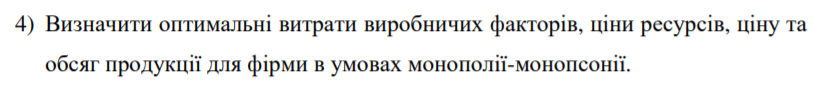 4) Визначити оптимальні витрати виробничих факторів, ціни ресурсів, ціну та
обсяг продукції для фірми в умовах монополії-монопсонії.